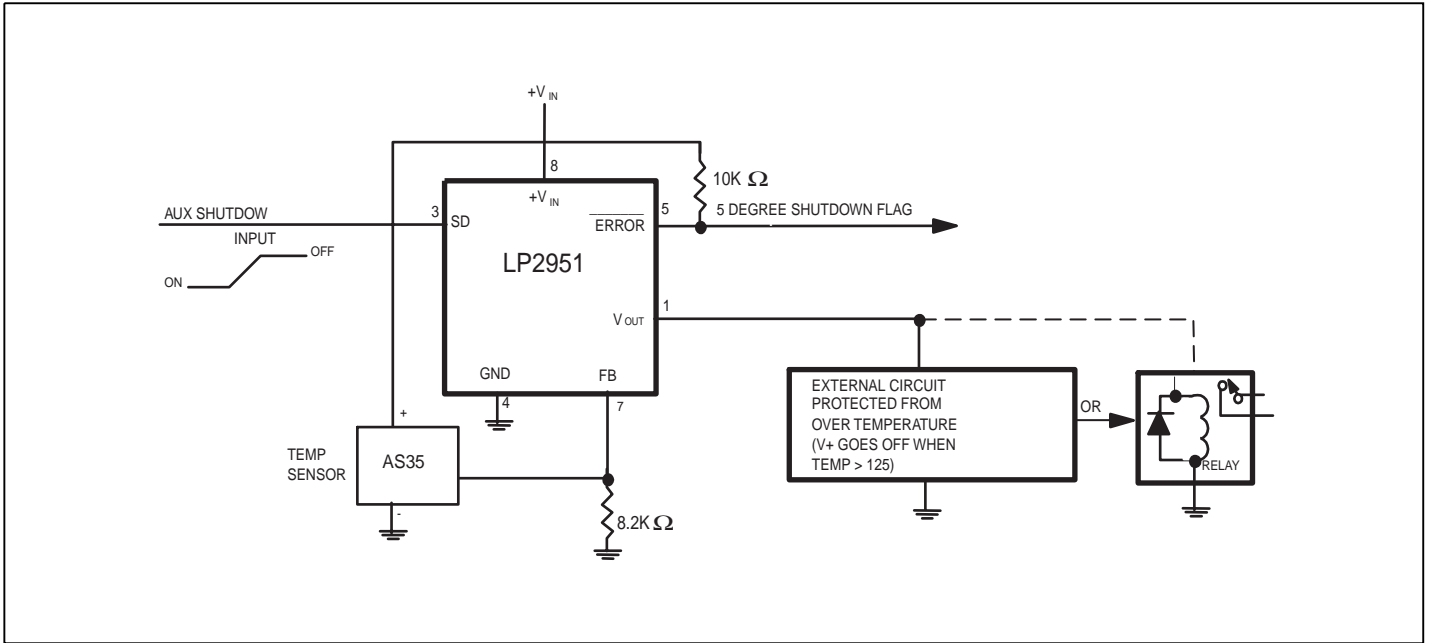 +V IN
8
+V IN
10K Ω
AUX SHUTDOW
3
SD
ERROR
5
5 DEGREE SHUTDOWN FLAG
INPUT
OFF
ON
LP2951
1
V OUT
GND
FB
4
7
EXTERNAL CIRCUIT
PROTECTED FROM
OVER TEMPERATURE
(V+ GOES OFF WHEN
TEMP > 125)
OR
RELAY
+
TEMP
SENSOR
AS35
-
8.2K Ω